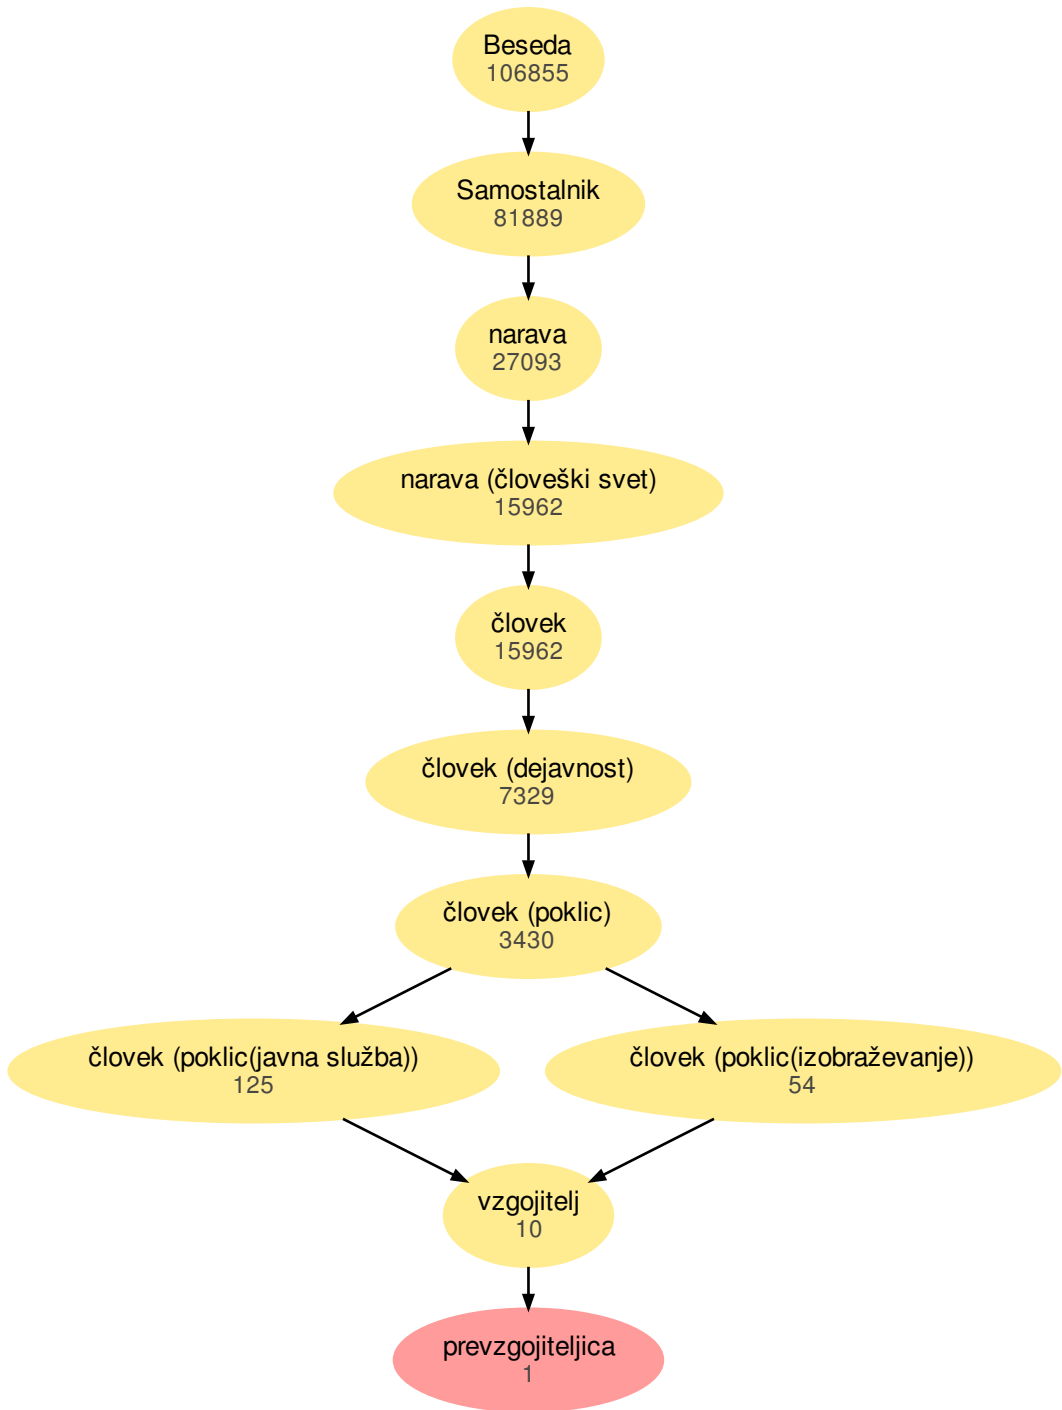 Beseda
106855
Samostalnik
81889
narava
27093
narava (človeški svet)
15962
človek
15962
človek (dejavnost)
7329
človek (poklic)
3430
človek (poklic(javna služba))
125
človek (poklic(izobraževanje))
54
vzgojitelj
10
prevzgojiteljica
1